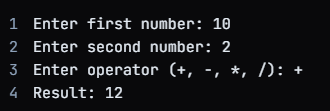 1 Enter first number: 10
2 Enter second number: 2
3 Enter operator (+, -, *, /): +
4 Result: 12